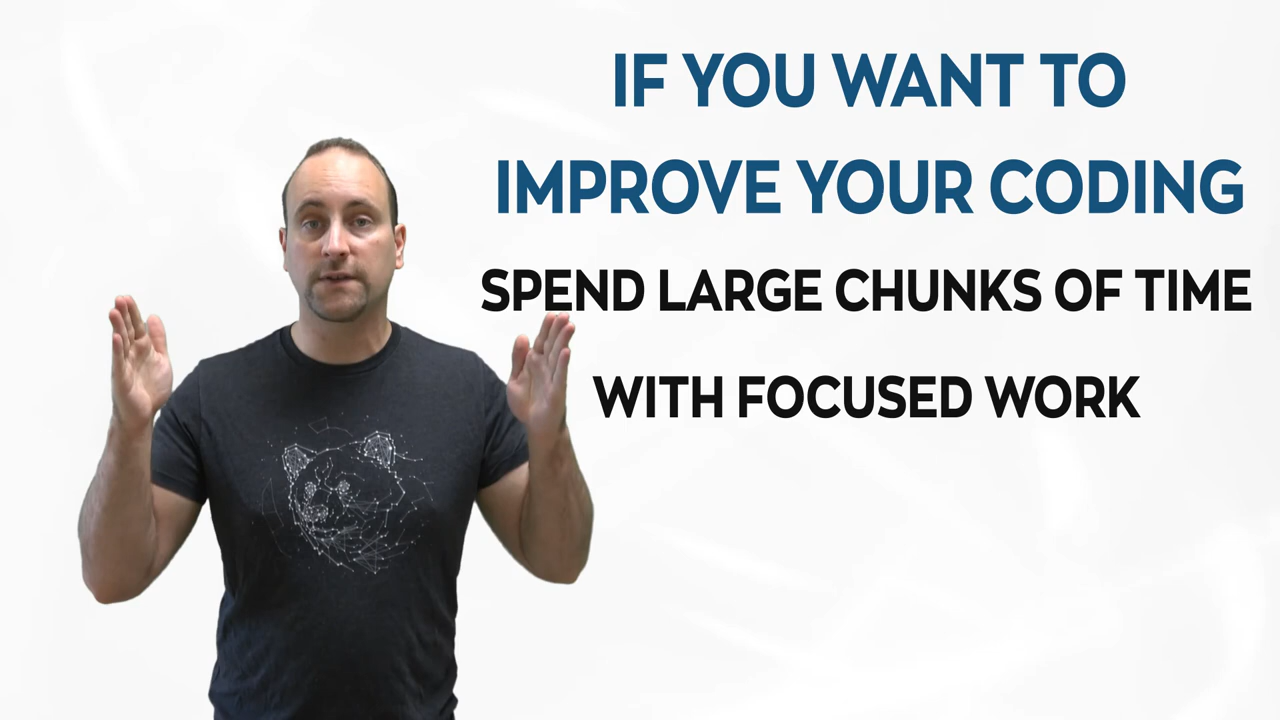 IF YOU WANT TO
IMPROVE YOUR CODING
SPEND LARGE CHUNKS OF TIME
WITH FOCUSED WORK